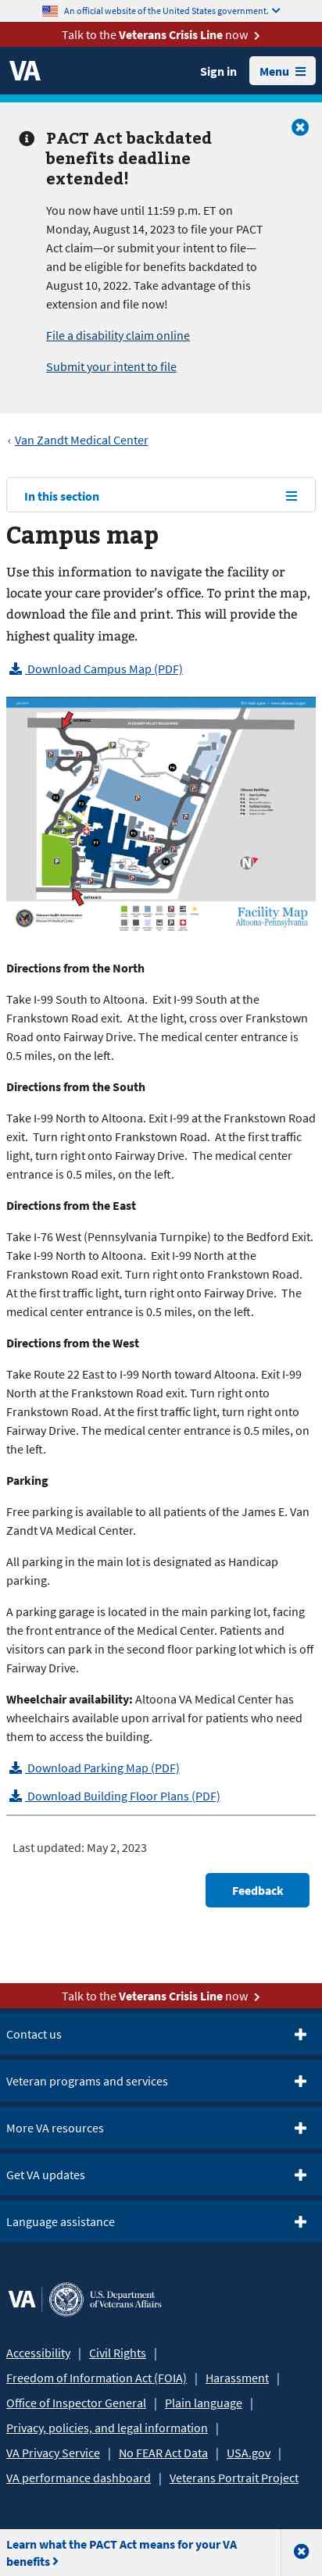 An official website of the United States government.
Talk to the Veterans Crisis Line now
VA
Sign in
Menu
PACT Act backdated
benefits deadline
extended!
You now have until 11:59 p.m. ET on
Monday, August 14, 2023 to file your PACT
Act claim—or submit your intent to file—
and be eligible for benefits backdated to
August 10, 2022. Take advantage of this
extension and file now!
File a disability claim online
Submit your intent to file
‹ Van Zandt Medical Center
In this section
Campus map
Use this information to navigate the facility or
locate your care provider's office. To print the map,
download the file and print. This will provide the
highest quality image.
Download Campus Map (PDF)
Facility Map
Altoona-Pennsylvania
Directions from the North
Take I-99 South to Altoona. Exit I-99 South at the
Frankstown Road exit. At the light, cross over Frankstown
Road onto Fairway Drive. The medical center entrance is
0.5 miles, on the left.
Directions from the South
Take I-99 North to Altoona. Exit I-99 at the Frankstown Road
exit. Turn right onto Frankstown Road. At the first traffic
light, turn right onto Fairway Drive. The medical center
entrance is 0.5 miles, on the left.
Directions from the East
Take I-76 West (Pennsylvania Turnpike) to the Bedford Exit.
Take I-99 North to Altoona. Exit I-99 North at the
Frankstown Road exit. Turn right onto Frankstown Road.
At the first traffic light, turn right onto Fairway Drive. The
medical center entrance is 0.5 miles, on the left.
Directions from the West
Take Route 22 East to I-99 North toward Altoona. Exit I-99
North at the Frankstown Road exit. Turn right onto
Frankstown Road. At the first traffic light, turn right onto
Fairway Drive. The medical center entrance is 0.5 miles, on
the left.
Parking
Free parking is available to all patients of the James E. Van
Zandt VA Medical Center.
All parking in the main lot is designated as Handicap
parking.
A parking garage is located in the main parking lot, facing
the front entrance of the Medical Center. Patients and
visitors can park in the second floor parking lot which is off
Fairway Drive.
Wheelchair availability: Altoona VA Medical Center has
wheelchairs available upon arrival for patients who need
them to access the building.
Download Parking Map (PDF)
Download Building Floor Plans (PDF)
Last updated: May 2, 2023
Feedback
Talk to the Veterans Crisis Line now
Contact us
Veteran programs and services
More VA resources
Get VA updates
Language assistance
VA | U.S. Department
of Veterans Affairs
Accessibility | Civil Rights |
Freedom of Information Act (FOIA) | Harassment |
Office of Inspector General | Plain language |
Privacy, policies, and legal information |
VA Privacy Service | No FEAR Act Data | USA.gov |
VA performance dashboard | Veterans Portrait Project
Learn what the PACT Act means for your VA
benefits